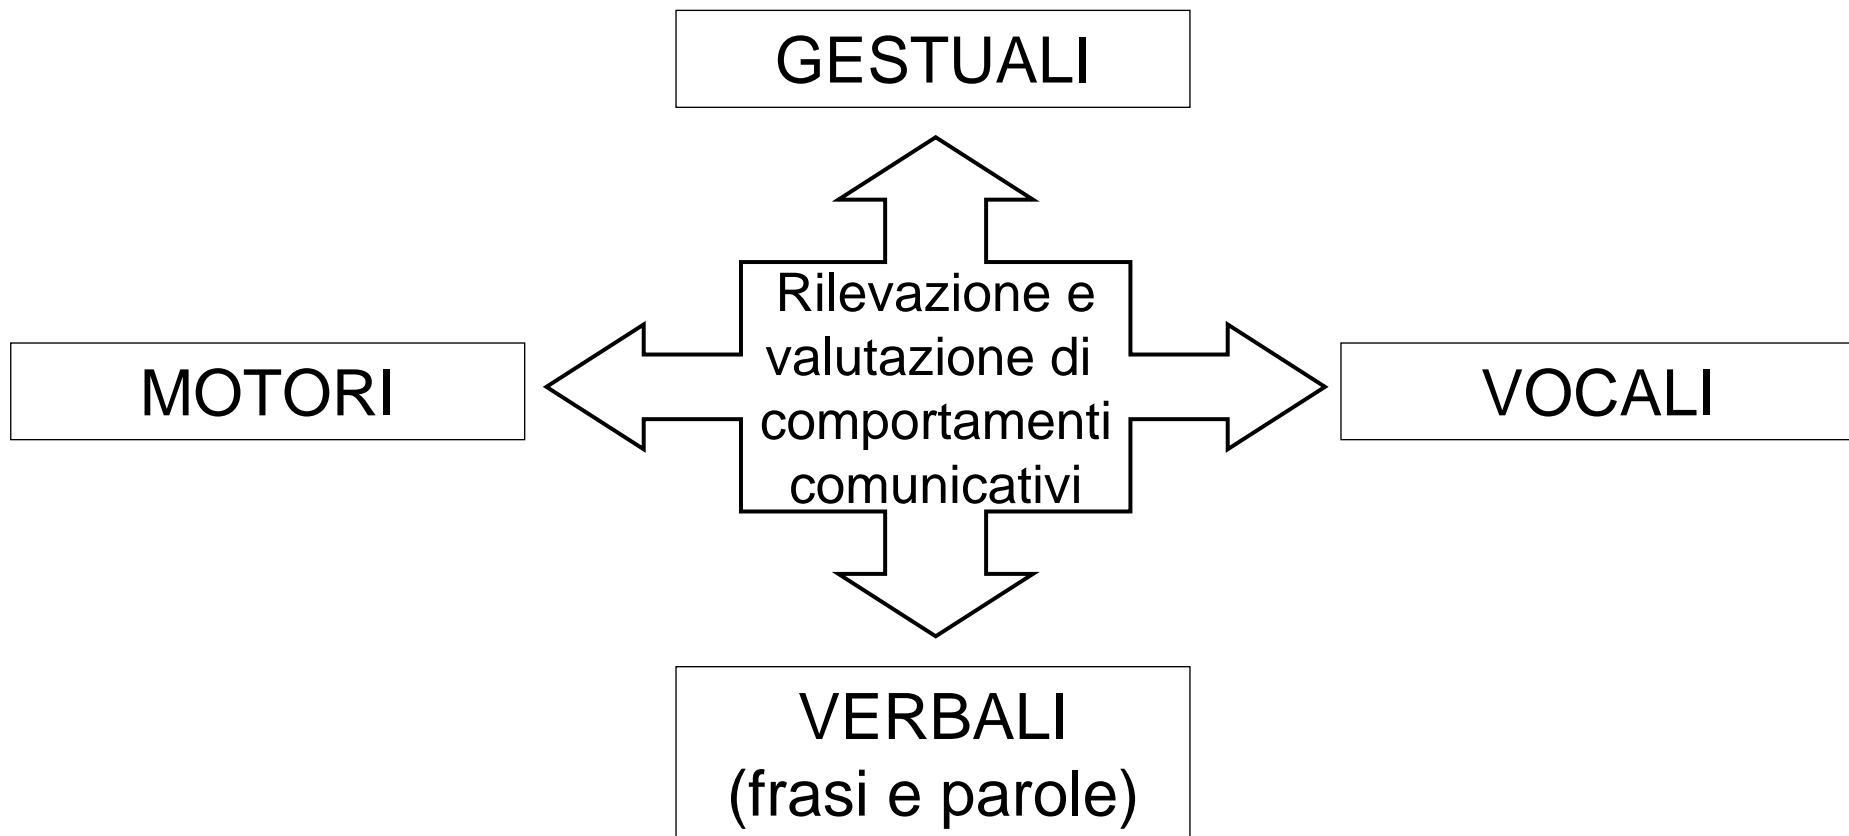 GESTUALI
MOTORI
Rilevazione e
valutazione di
comportamenti
comunicativi
VOCALI
VERBALI
(frasi e parole)